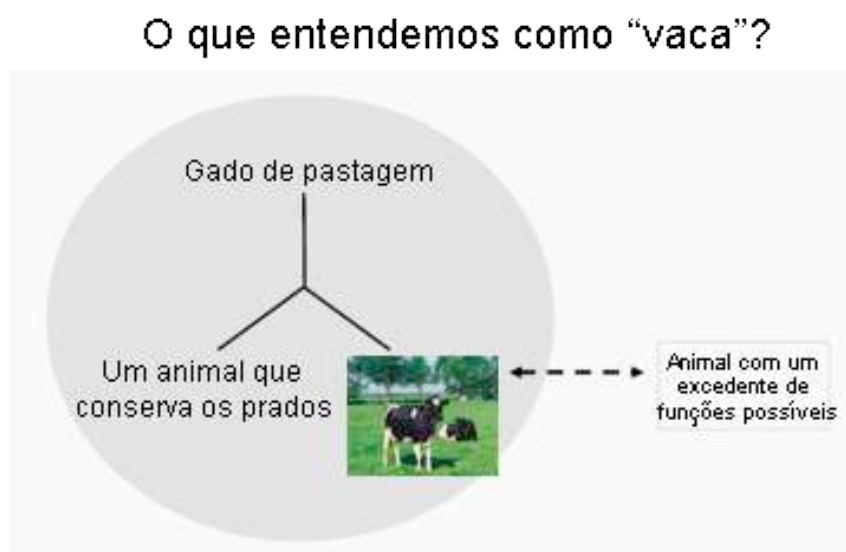 O que entendemos como “vaca”?
Gado de pastagem
Um animal que
conserva os prados
Animal com um
excedente de
funções possíveis